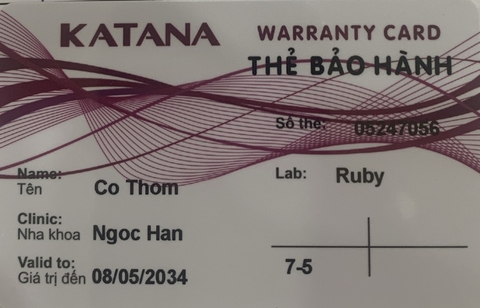 KATANA WARRANTY CARD
THẺ BẢO HÀNH
Số thẻ: 05247056
Name:
Tên Co Thom
Lab: Ruby
Clinic:
Nha khoa Ngoc Han
Valid to:
Giá trị đến 08/05/2034
7-5